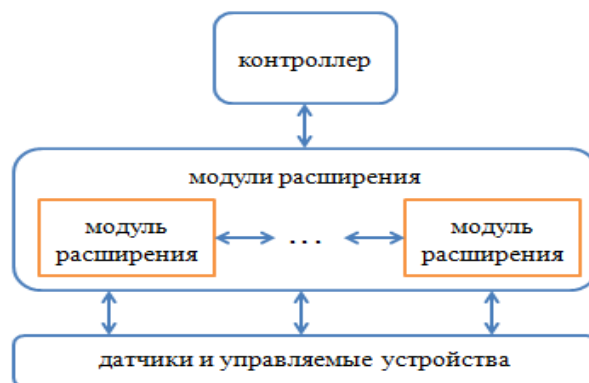 контроллер
модули расширения
модуль
расширения
...
модуль
расширения
датчики и управляемые устройства